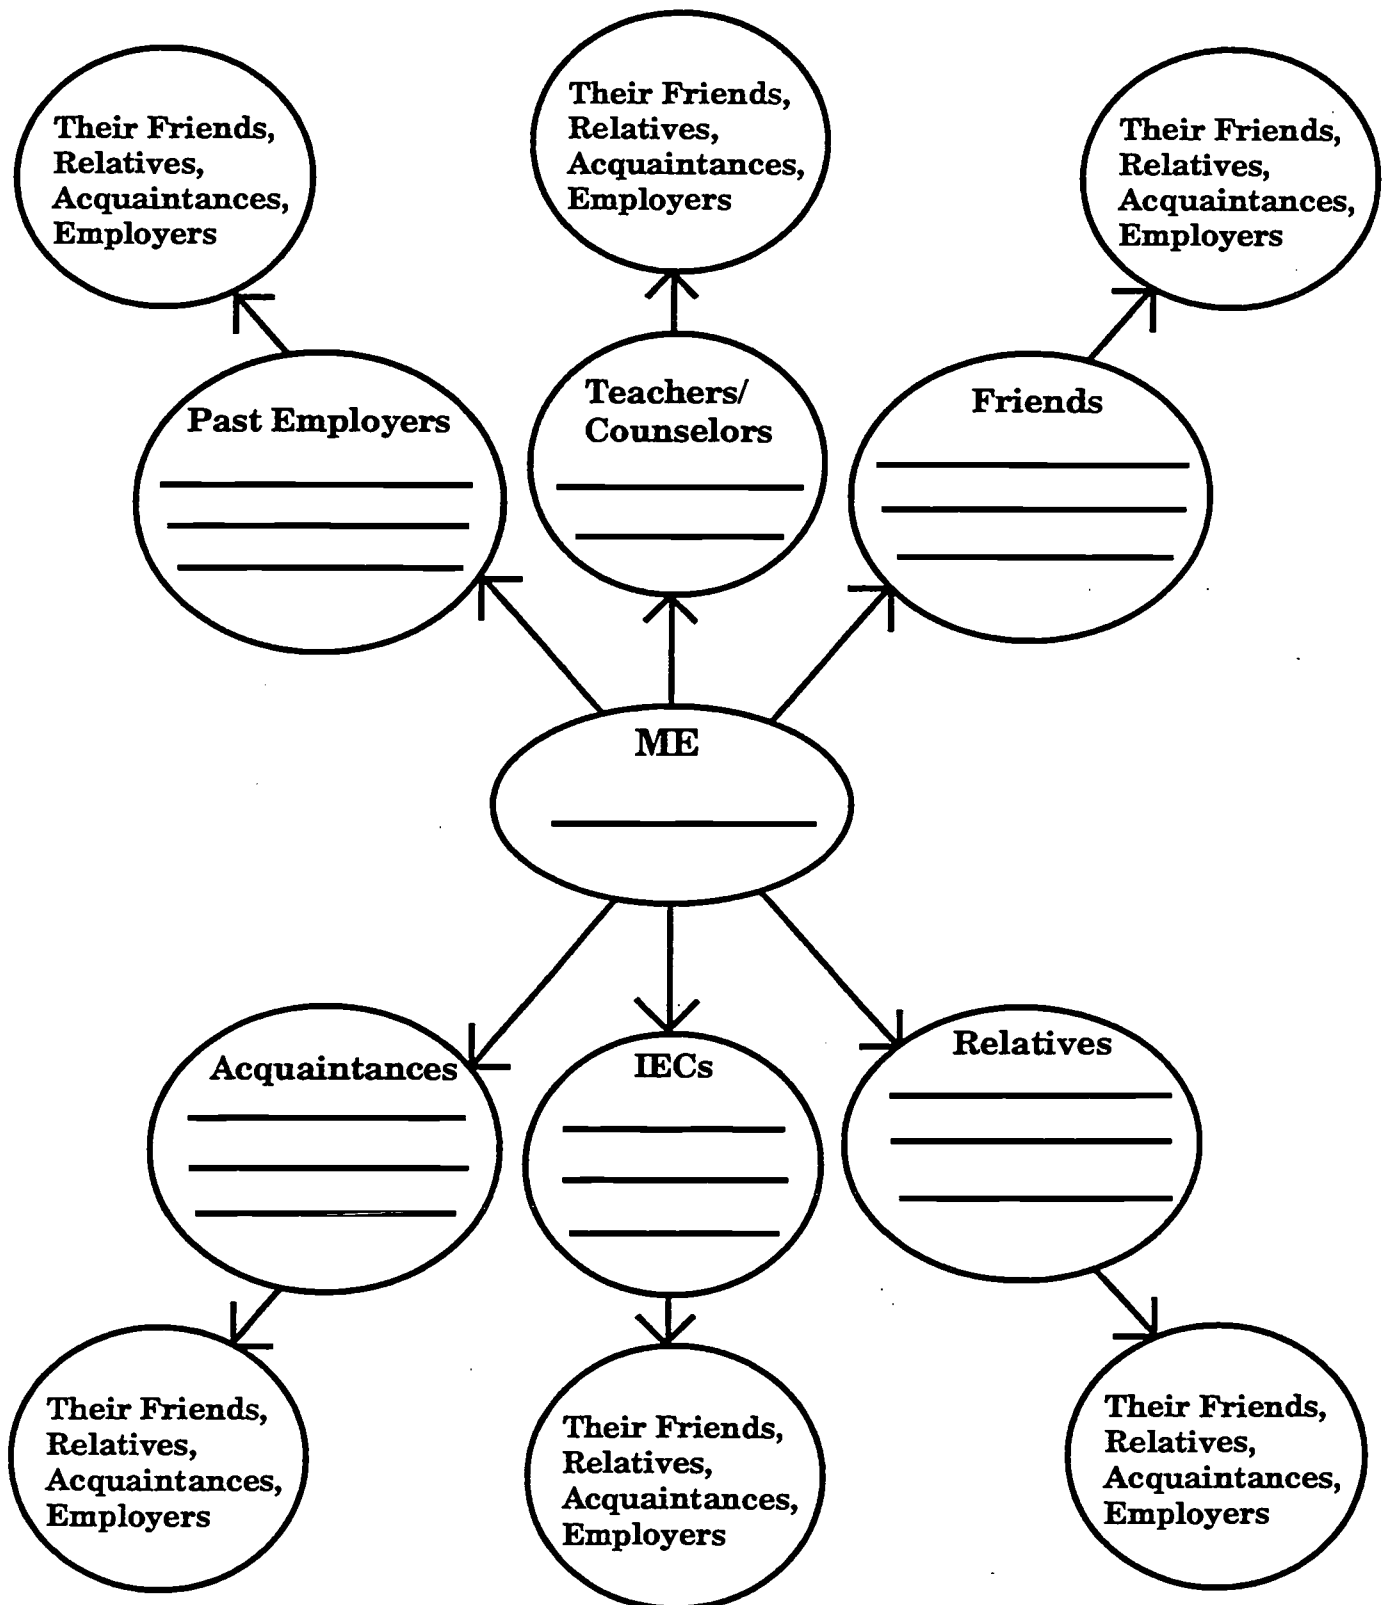 Their Friends,
Relatives,
Acquaintances,
Employers
Their Friends,
Relatives,
Acquaintances,
Employers
Their Friends,
Relatives,
Acquaintances,
Employers
Past Employers
Teachers/
Counselors
Friends
ME
Acquaintances
IECs
Relatives
Their Friends,
Relatives,
Acquaintances,
Employers
Their Friends,
Relatives,
Acquaintances,
Employers
Their Friends,
Relatives,
Acquaintances,
Employers